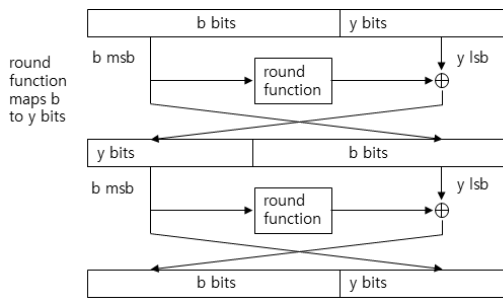 b bits
y bits
b msb
y lsb
round
function
maps b
to y bits
round
function
y bits
b bits
b msb
y lsb
round
function
b bits
y bits